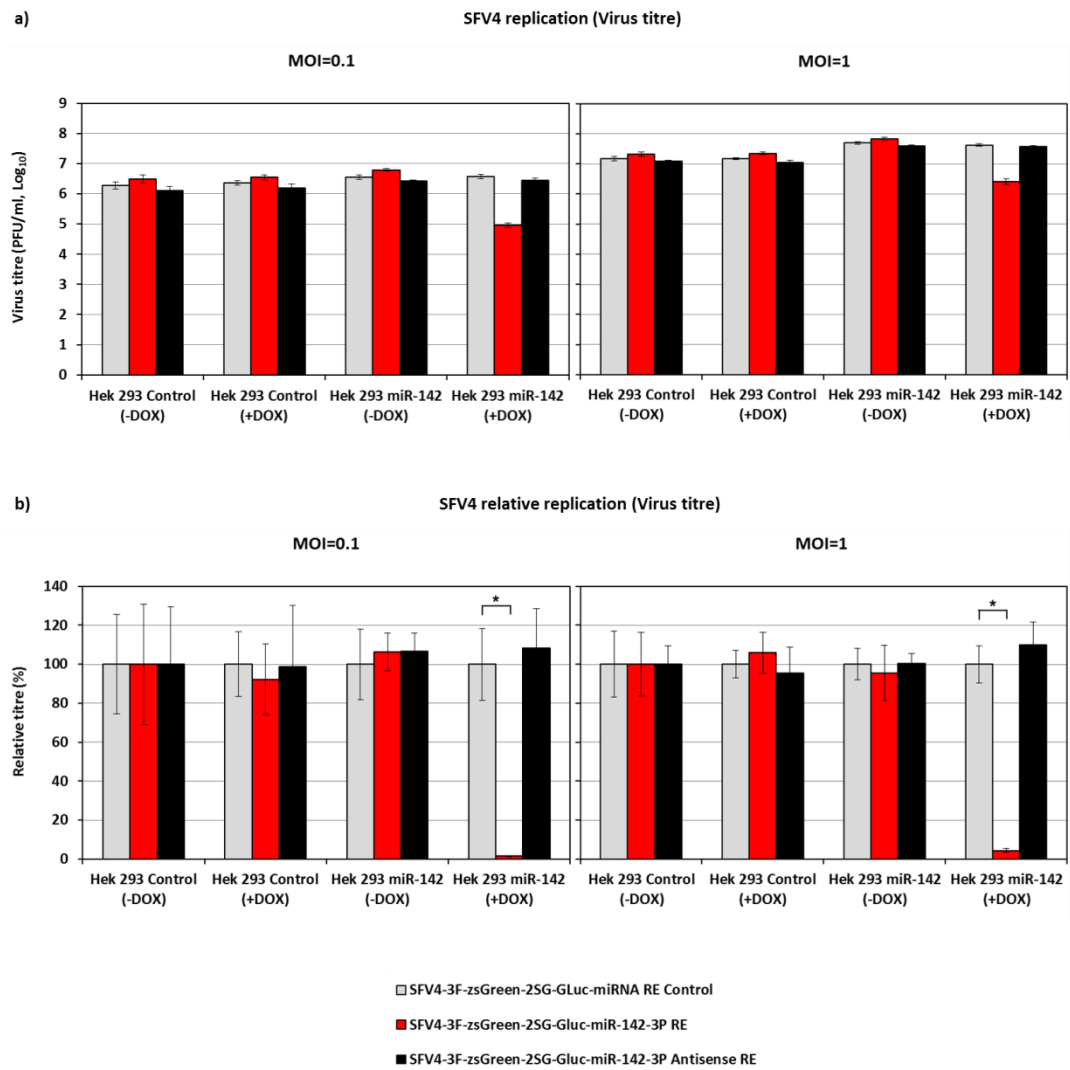 a)
SFV4 replication (Virus titre)
MOI=0.1
MOI=1
Virus titre (PFU/ml, Log10)
9
8
7
6
5
4
3
2
1
0
Hek 293 Control
(-DOX)
Hek 293 Control
(+DOX)
Hek 293 miR-142
(-DOX)
Hek 293 miR-142
(+DOX)
Hek 293 Control
(-DOX)
Hek 293 Control
(+DOX)
Hek 293 miR-142
(-DOX)
Hek 293 miR-142
(+DOX)
b)
SFV4 relative replication (Virus titre)
MOI=0.1
MOI=1
Relative titre (%)
140
120
100
80
60
40
20
0
*
*
Hek 293 Control
(-DOX)
Hek 293 Control
(+DOX)
Hek 293 miR-142
(-DOX)
Hek 293 miR-142
(+DOX)
Hek 293 Control
(-DOX)
Hek 293 Control
(+DOX)
Hek 293 miR-142
(-DOX)
Hek 293 miR-142
(+DOX)
SFV4-3F-zsGreen-2SG-GLuc-miRNA RE Control
SFV4-3F-zsGreen-2SG-Gluc-miR-142-3P RE
SFV4-3F-zsGreen-2SG-Gluc-miR-142-3P Antisense RE